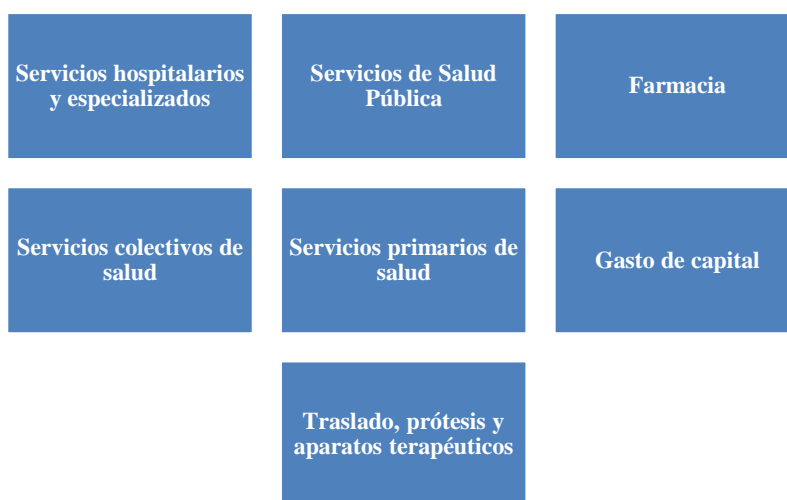 Servicios hospitalarios
y especializados
Servicios de Salud
Pública
Farmacia
Servicios colectivos de
salud
Servicios primarios de
salud
Gasto de capital
Traslado, prótesis y
aparatos terapéuticos